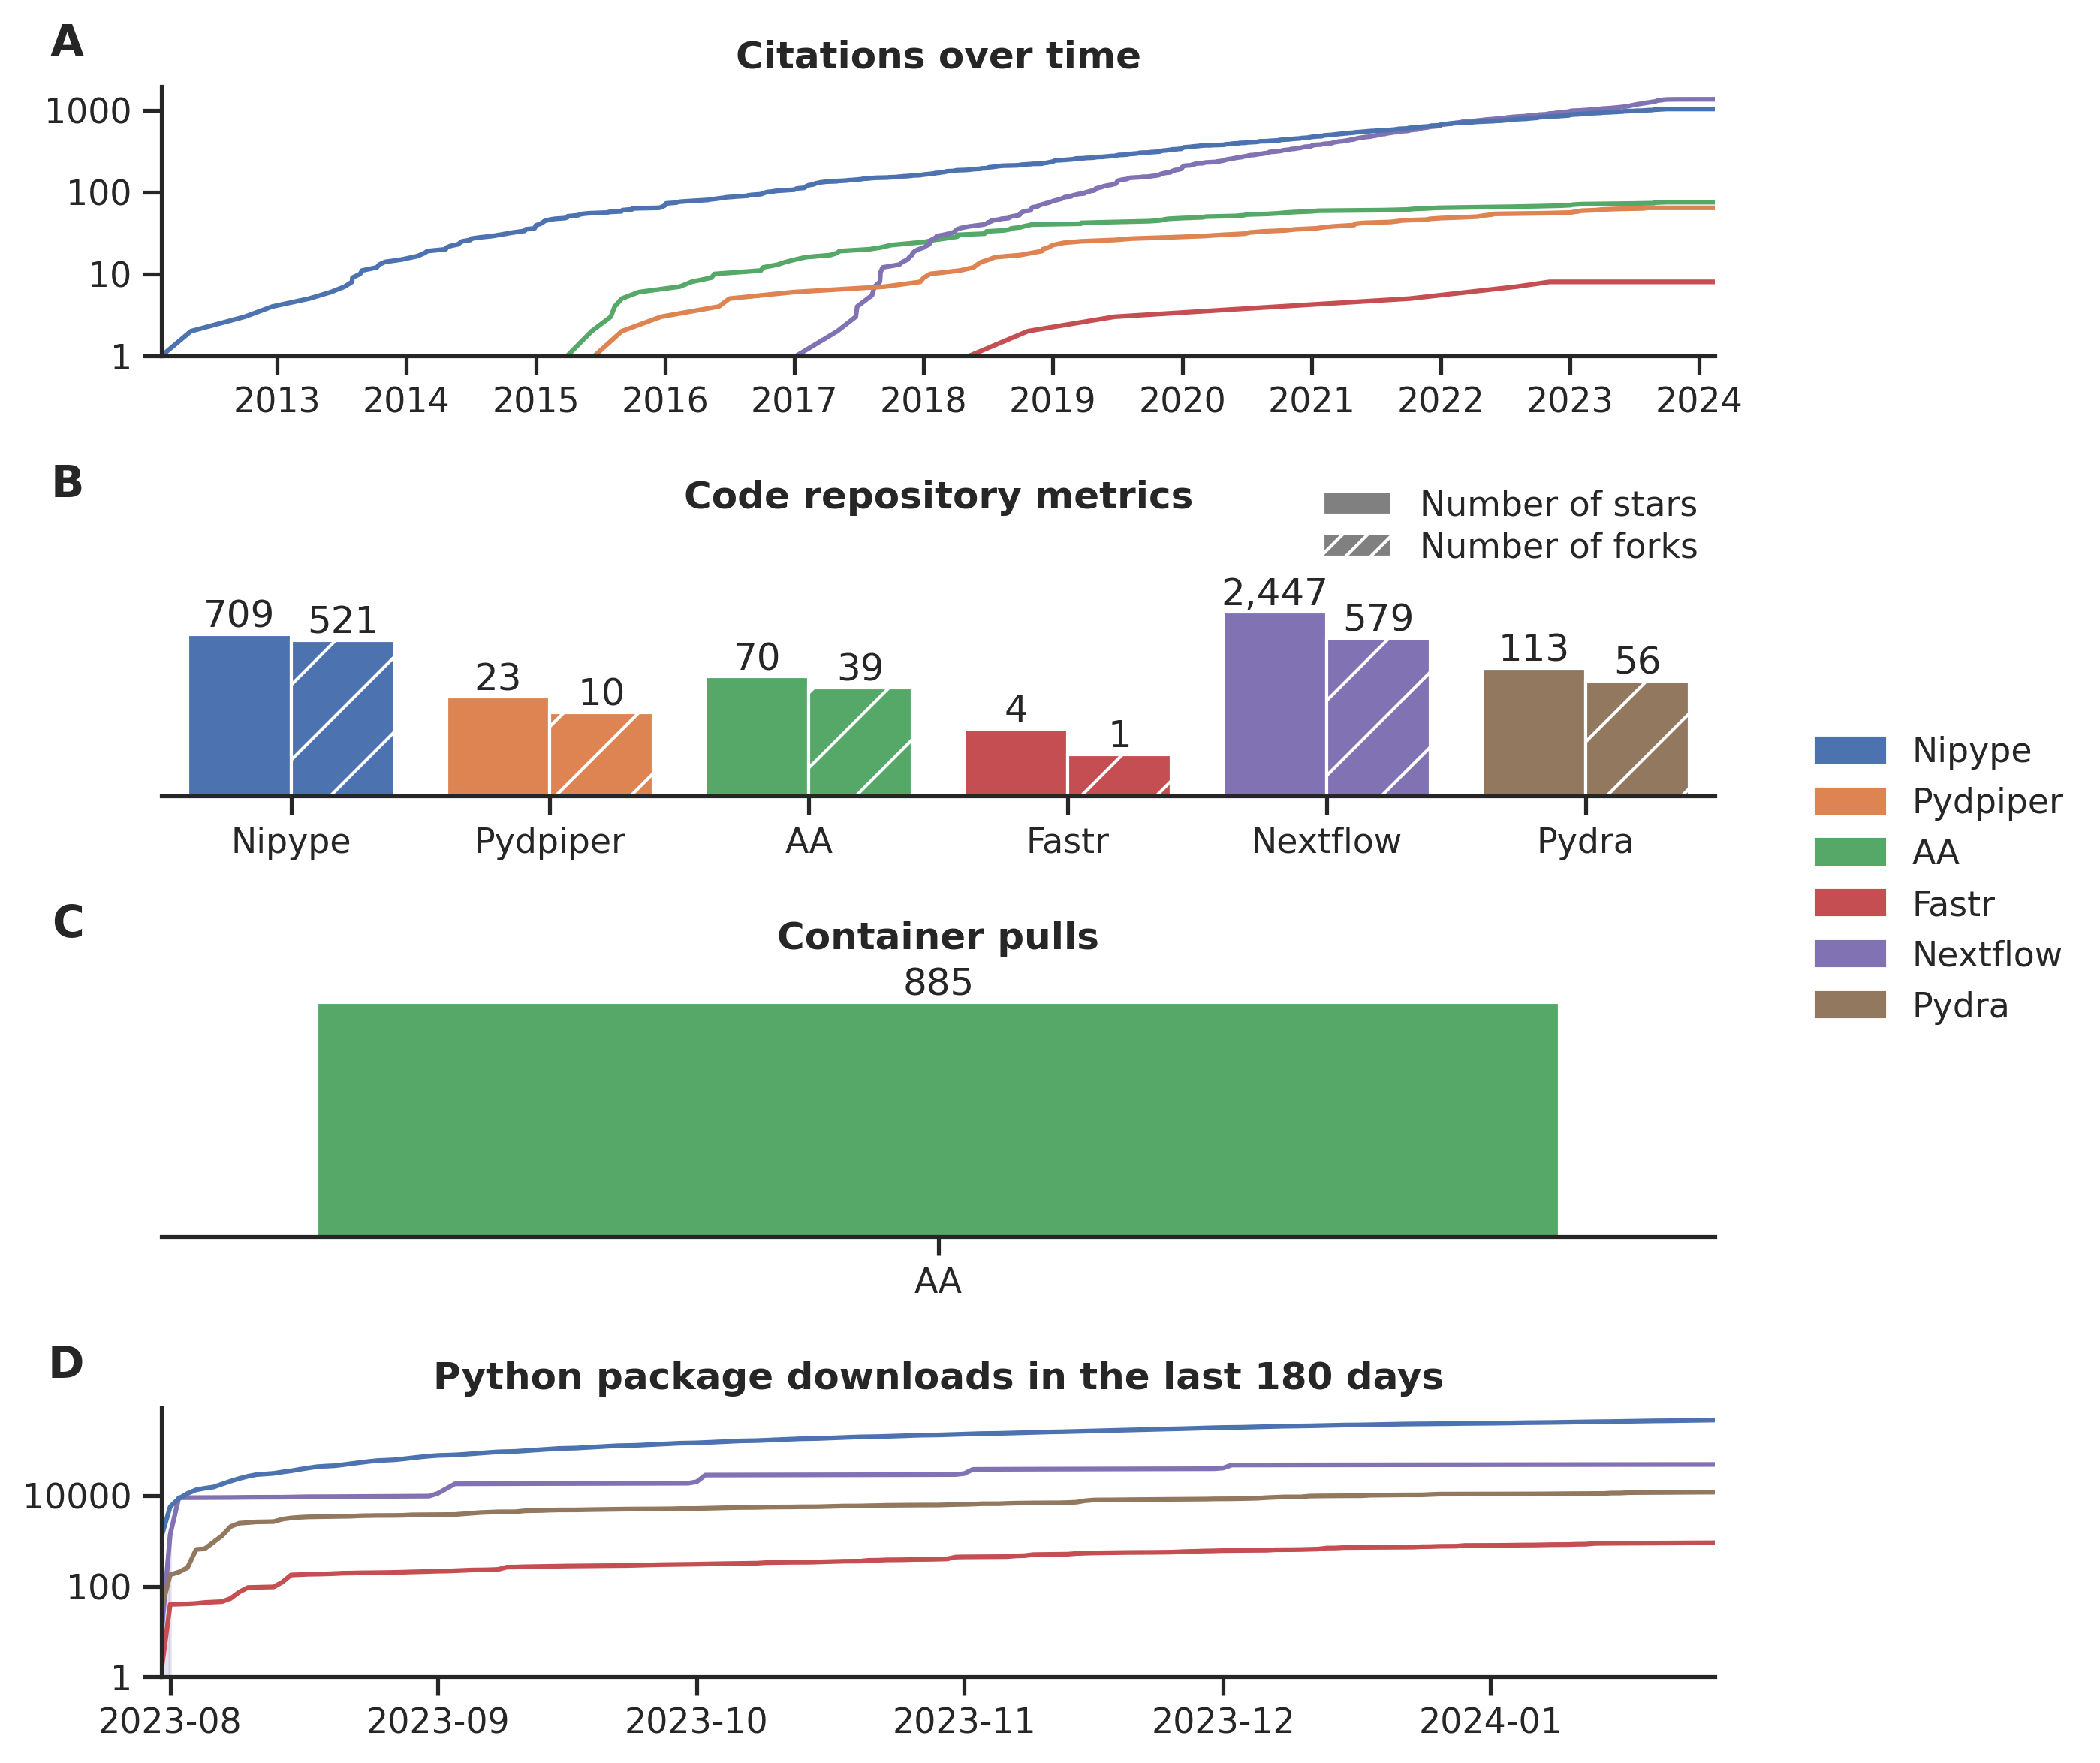 A
Citations over time
1000
100
10
1
2013 2014 2015 2016 2017 2018 2019 2020 2021 2022 2023 2024
B
Code repository metrics
Number of stars
Number of forks
709 521 23 10 70 39 4 1 2,447 579 113 56
Nipype Pydpiper AA Fastr Nextflow Pydra
Nipype
Pydpiper
AA
Fastr
Nextflow
Pydra
C
Container pulls
885
AA
D
Python package downloads in the last 180 days
10000
100
1
2023-08 2023-09 2023-10 2023-11 2023-12 2024-01